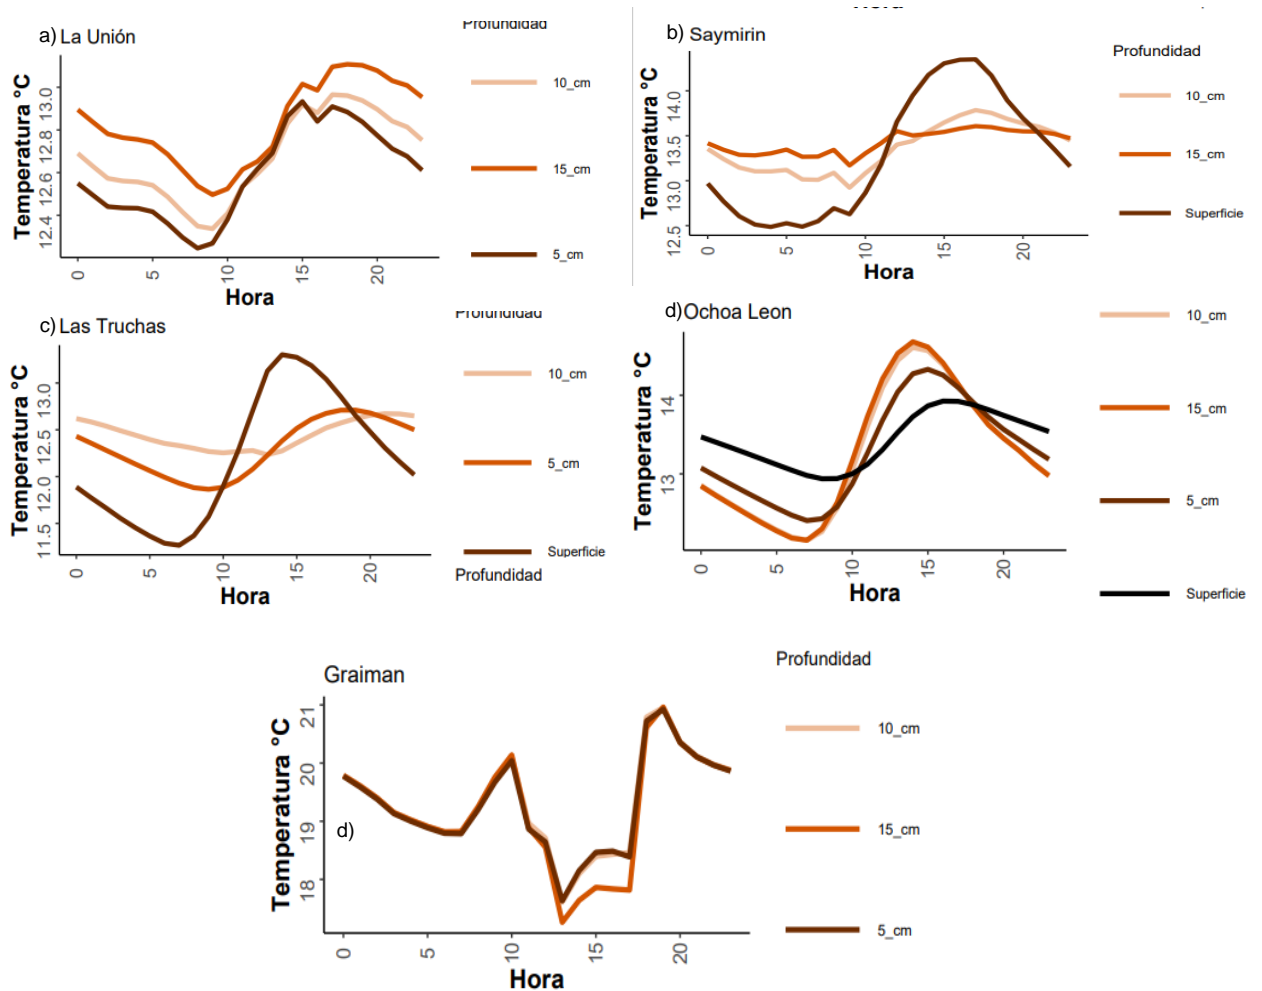 Hora
a) La Unión
Profundidad
Temperatura °C
13.0
12.8
12.6
12.4
0
5
10
15
20
Hora
10_cm
15_cm
5_cm
b) Saymirin
Profundidad
Temperatura °C
14.0
13.5
13.0
12.5
0
5
10
15
20
Hora
10_cm
15_cm
Superficie
c) Las Truchas
Profundidad
Temperatura °C
13.0
12.5
12.0
11.5
0
5
10
15
20
Hora
10_cm
5_cm
Superficie
Profundidad
d) Ochoa Leon
Temperatura °C
14
13
0
5
10
15
20
Hora
10_cm
15_cm
5_cm
Superficie
Graiman
Profundidad
Temperatura °C
21
20
19
18
d)
0
5
10
15
20
Hora
10_cm
15_cm
5_cm